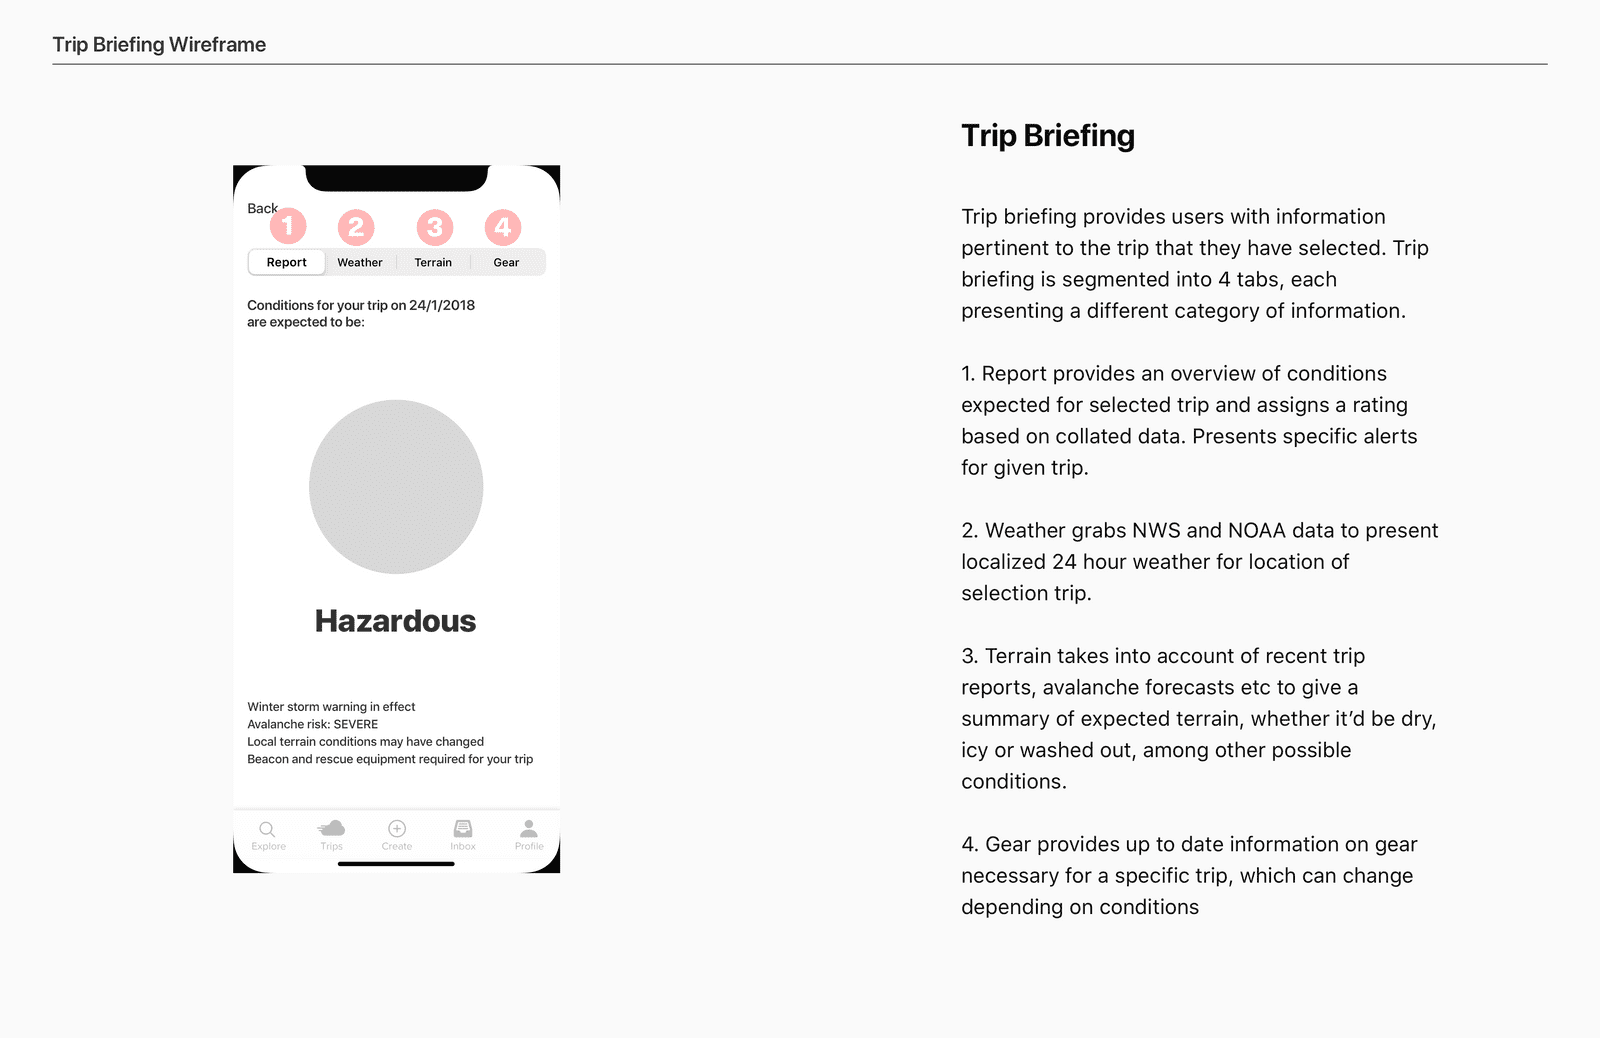 Trip Briefing Wireframe
Back
1 2 3 4
Report Weather Terrain Gear
Conditions for your trip on 24/1/2018
are expected to be:
Hazardous
Winter storm warning in effect
Avalanche risk: SEVERE
Local terrain conditions may have changed
Beacon and rescue equipment required for your trip
Explore Trips Create Inbox Profile
Trip Briefing
Trip briefing provides users with information
pertinent to the trip that they have selected. Trip
briefing is segmented into 4 tabs, each
presenting a different category of information.
1. Report provides an overview of conditions
expected for selected trip and assigns a rating
based on collated data. Presents specific alerts
for given trip.
2. Weather grabs NWS and NOAA data to present
localized 24 hour weather for location of
selection trip.
3. Terrain takes into account of recent trip
reports, avalanche forecasts etc to give a
summary of expected terrain, whether it’d be dry,
icy or washed out, among other possible
conditions.
4. Gear provides up to date information on gear
necessary for a specific trip, which can change
depending on conditions